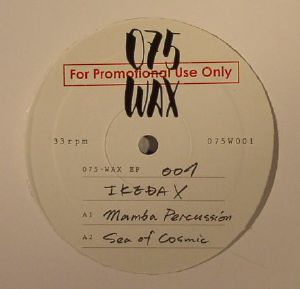 075
For Promotional Use Only
WAX
33rpm 075W001
075-WAX EP 001
IKEDA X
A1 Mamba Percussión
A2 Sea of Cosmic